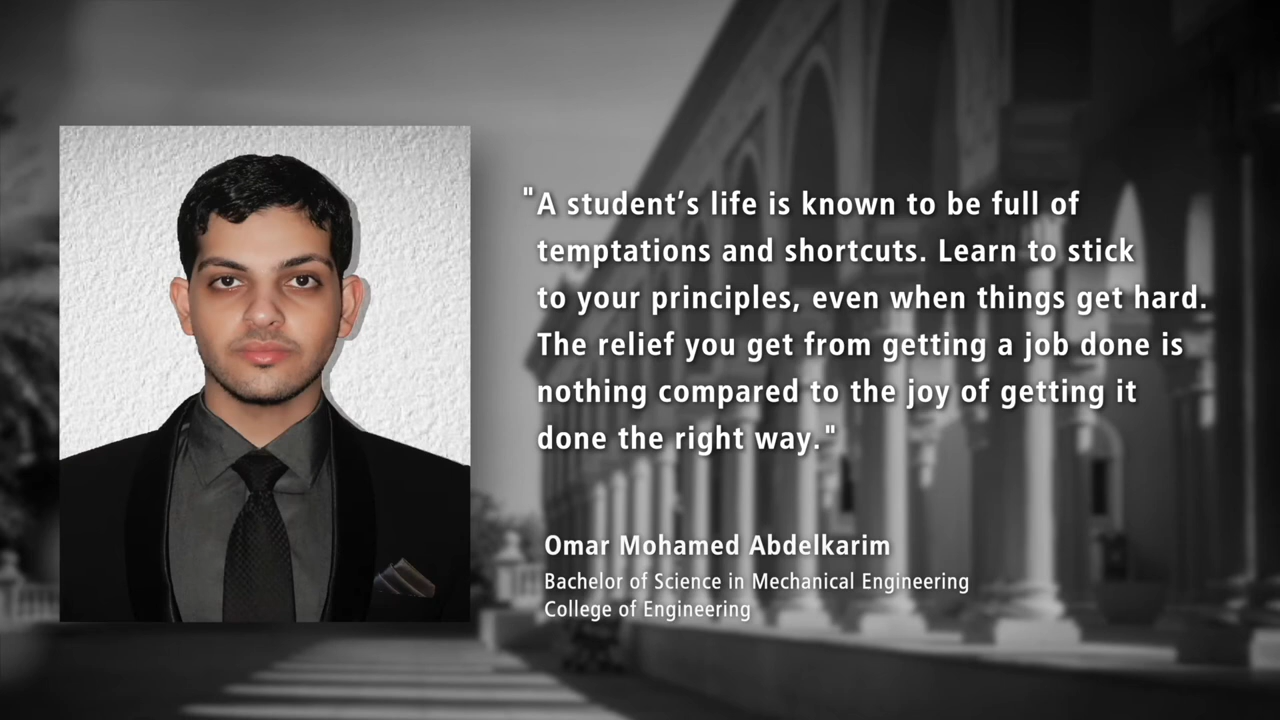 "A student’s life is known to be full of
temptations and shortcuts. Learn to stick
to your principles, even when things get hard.
The relief you get from getting a job done is
nothing compared to the joy of getting it
done the right way."
Omar Mohamed Abdelkarim
Bachelor of Science in Mechanical Engineering
College of Engineering